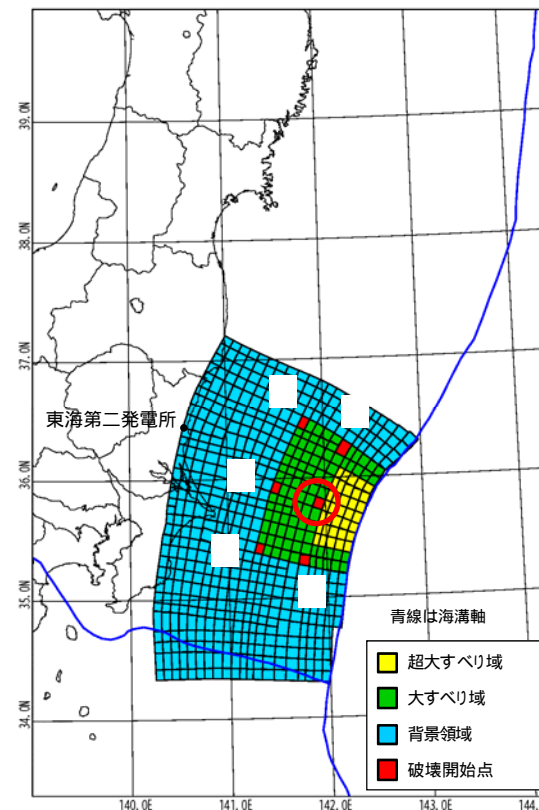 39.0N
38.0N
37.0N
東海第二発電所
36.0N
35.0N
青線は海溝軸
超大すべり域
大すべり域
背景領域
破壊開始点
34.0N
140.0E
141.0E
142.0E
143.0E
144.